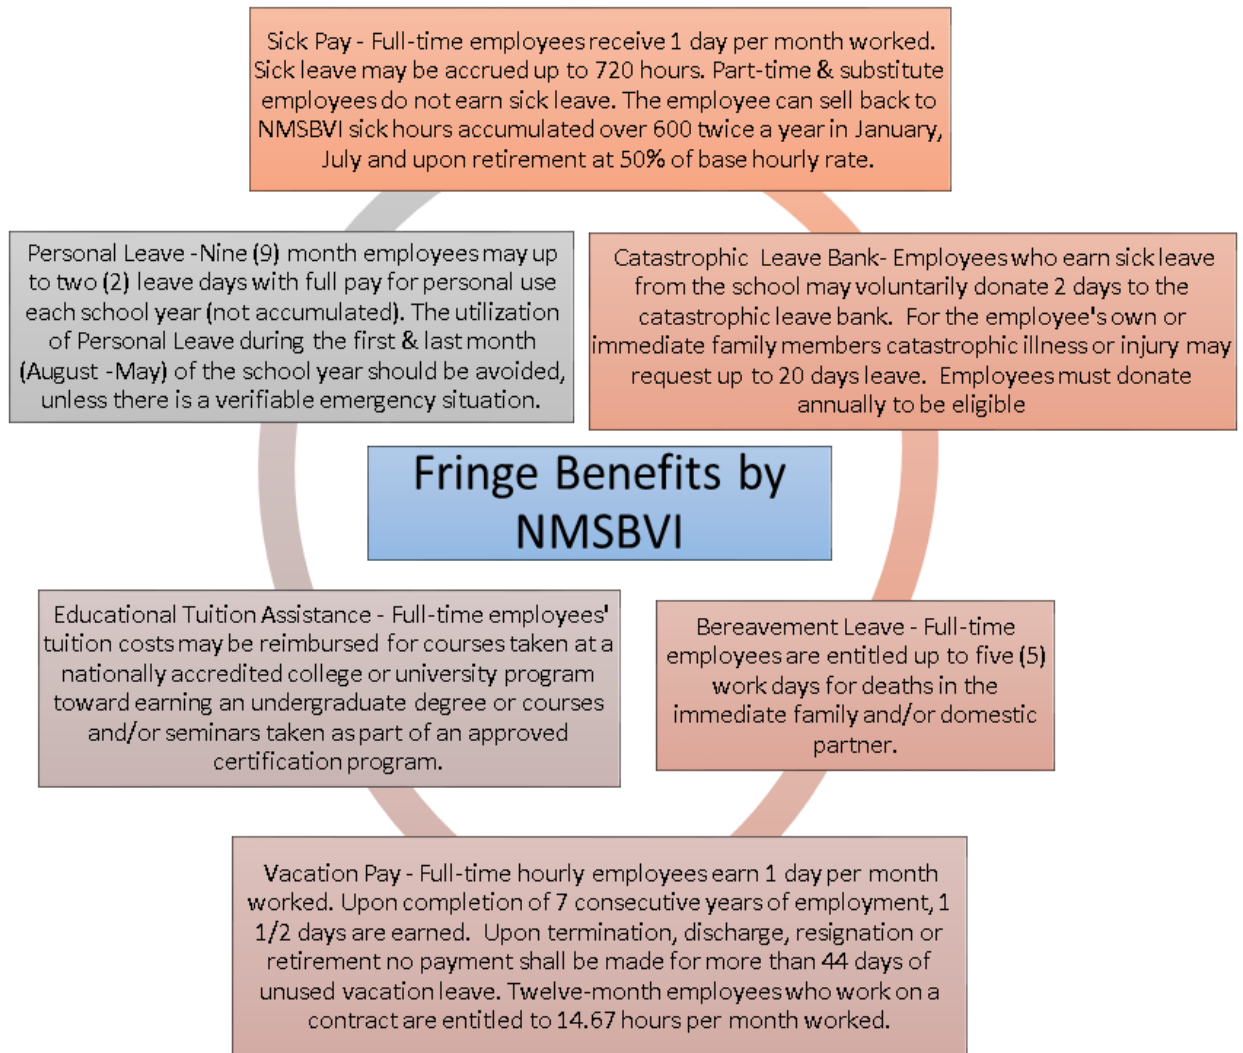 Sick Pay - Full-time employees receive 1 day per month worked.
Sick leave may be accrued up to 720 hours. Part-time & substitute
employees do not earn sick leave. The employee can sell back to
NMSBVI sick hours accumulated over 600 twice a year in January,
July and upon retirement at 50% of base hourly rate.
Personal Leave -Nine (9) month employees may up
to two (2) leave days with full pay for personal use
each school year (not accumulated). The utilization
of Personal Leave during the first & last month
(August -May) of the school year should be avoided,
unless there is a verifiable emergency situation.
Catastrophic Leave Bank- Employees who earn sick leave
from the school may voluntarily donate 2 days to the
catastrophic leave bank. For the employee's own or
immediate family members catastrophic illness or injury may
request up to 20 days leave. Employees must donate
annually to be eligible
Fringe Benefits by
NMSBVI
Educational Tuition Assistance - Full-time employees'
tuition costs may be reimbursed for courses taken at a
nationally accredited college or university program
toward earning an undergraduate degree or courses
and/or seminars taken as part of an approved
certification program.
Bereavement Leave - Full-time
employees are entitled up to five (5)
work days for deaths in the
immediate family and/or domestic
partner.
Vacation Pay - Full-time hourly employees earn 1 day per month
worked. Upon completion of 7 consecutive years of employment, 1
1/2 days are earned. Upon termination, discharge, resignation or
retirement no payment shall be made for more than 44 days of
unused vacation leave. Twelve-month employees who work on a
contract are entitled to 14.67 hours per month worked.